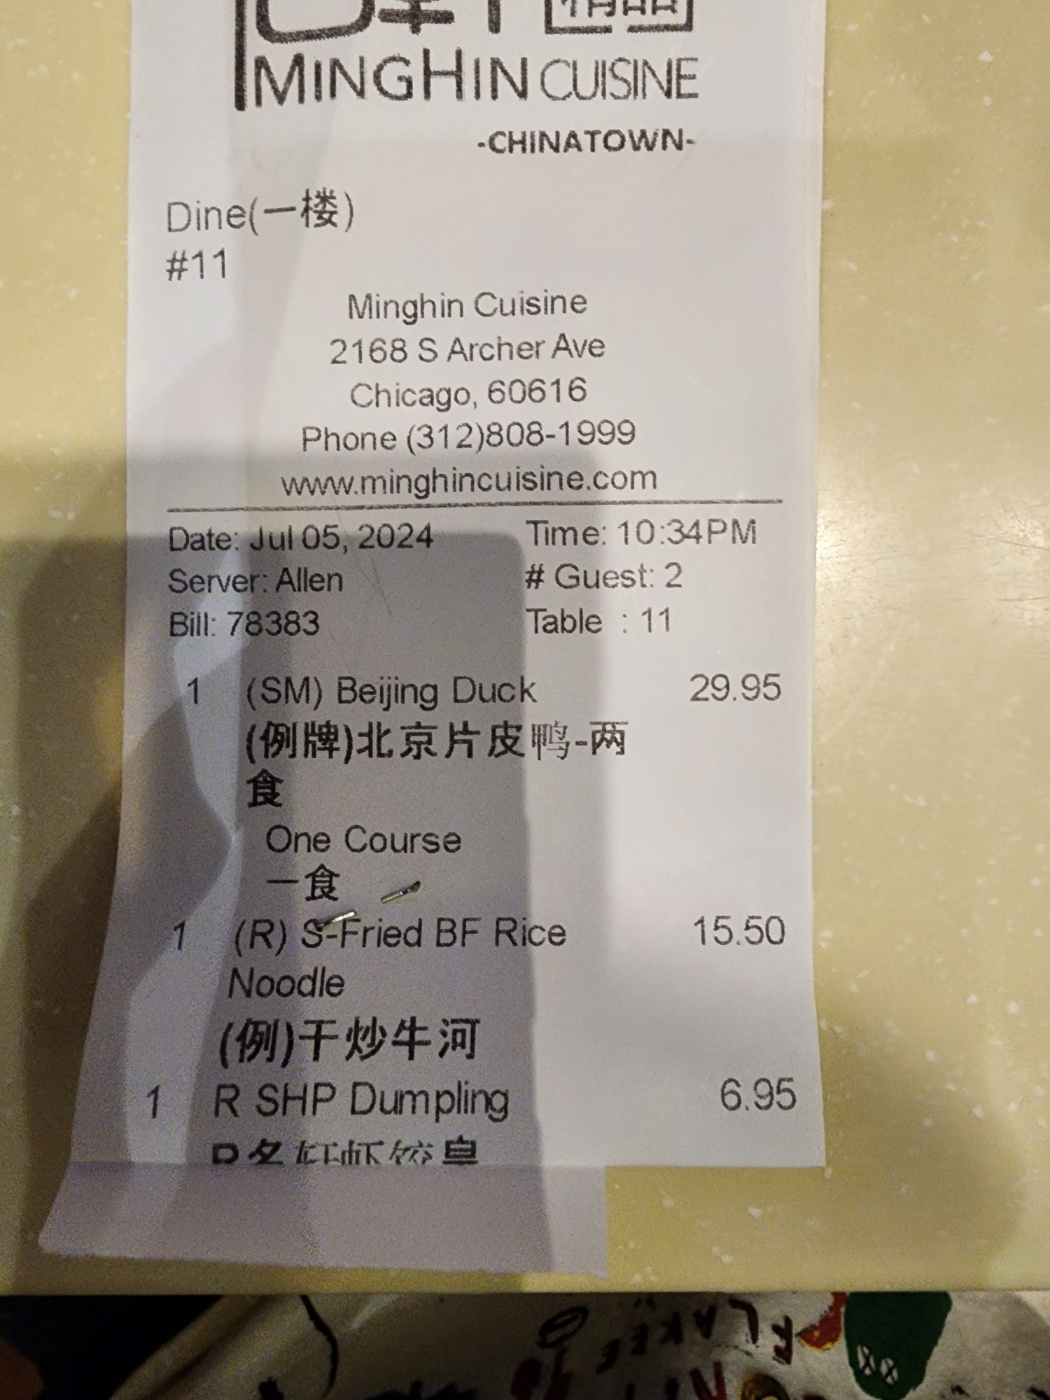 MINGHIN CUISINE
-CHINATOWN-
Dine(一楼)
#11
Minghin Cuisine
2168 S Archer Ave
Chicago, 60616
Phone (312)808-1999
www.minghincuisine.com
Date: Jul 05, 2024 Time: 10:34PM
Server: Allen # Guest: 2
Bill: 78383 Table : 11
1 (SM) Beijing Duck 29.95
(例牌)北京片皮鸭-两
食
One Course
一食
1 (R) S-Fried BF Rice 15.50
Noodle
(例)干炒牛河
1 R SHP Dumpling 6.95
FLAKE